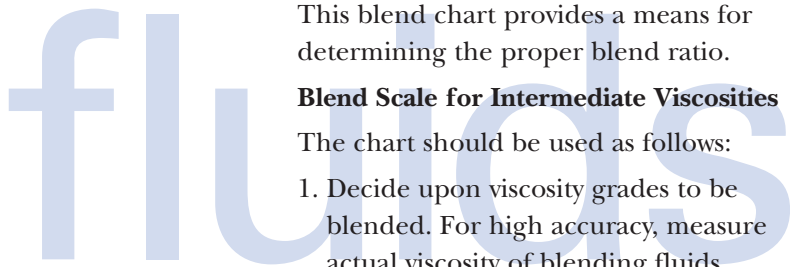 fluids
This blend chart provides a means for
determining the proper blend ratio.
Blend Scale for Intermediate Viscosities
The chart should be used as follows:
1. Decide upon viscosity grades to be
blended. For high accuracy, measure
actual viscosity of blending fluids.